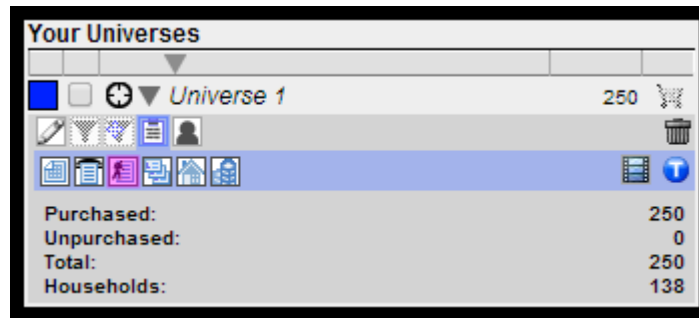 Your Universes
Universe 1 250
T
Purchased: 250
Unpurchased: 0
Total: 250
Households: 138